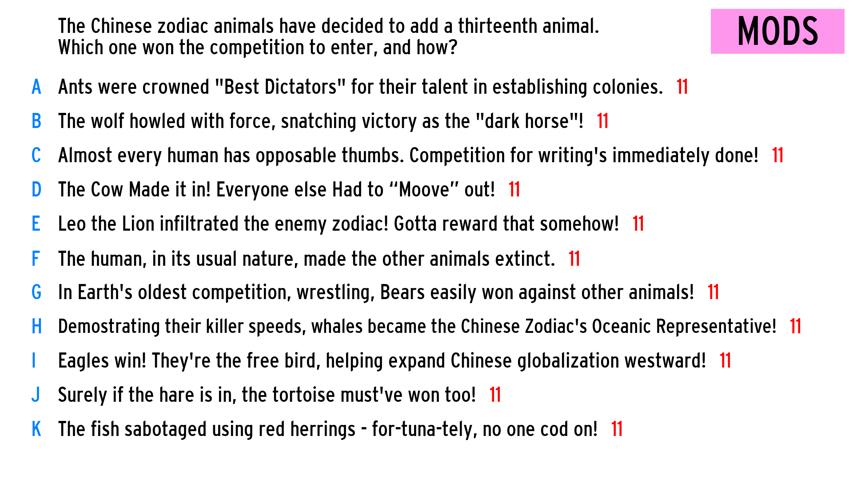 The Chinese zodiac animals have decided to add a thirteenth animal.
Which one won the competition to enter, and how?
MODS
A Ants were crowned "Best Dictators" for their talent in establishing colonies. 11
B The wolf howled with force, snatching victory as the "dark horse"! 11
C Almost every human has opposable thumbs. Competition for writing's immediately done! 11
D The Cow Made it in! Everyone else Had to “Moove” out! 11
E Leo the Lion infiltrated the enemy zodiac! Gotta reward that somehow! 11
F The human, in its usual nature, made the other animals extinct. 11
G In Earth's oldest competition, wrestling, Bears easily won against other animals! 11
H Demostrating their killer speeds, whales became the Chinese Zodiac's Oceanic Representative! 11
I Eagles win! They're the free bird, helping expand Chinese globalization westward! 11
J Surely if the hare is in, the tortoise must've won too! 11
K The fish sabotaged using red herrings - for-tuna-tely, no one cod on! 11